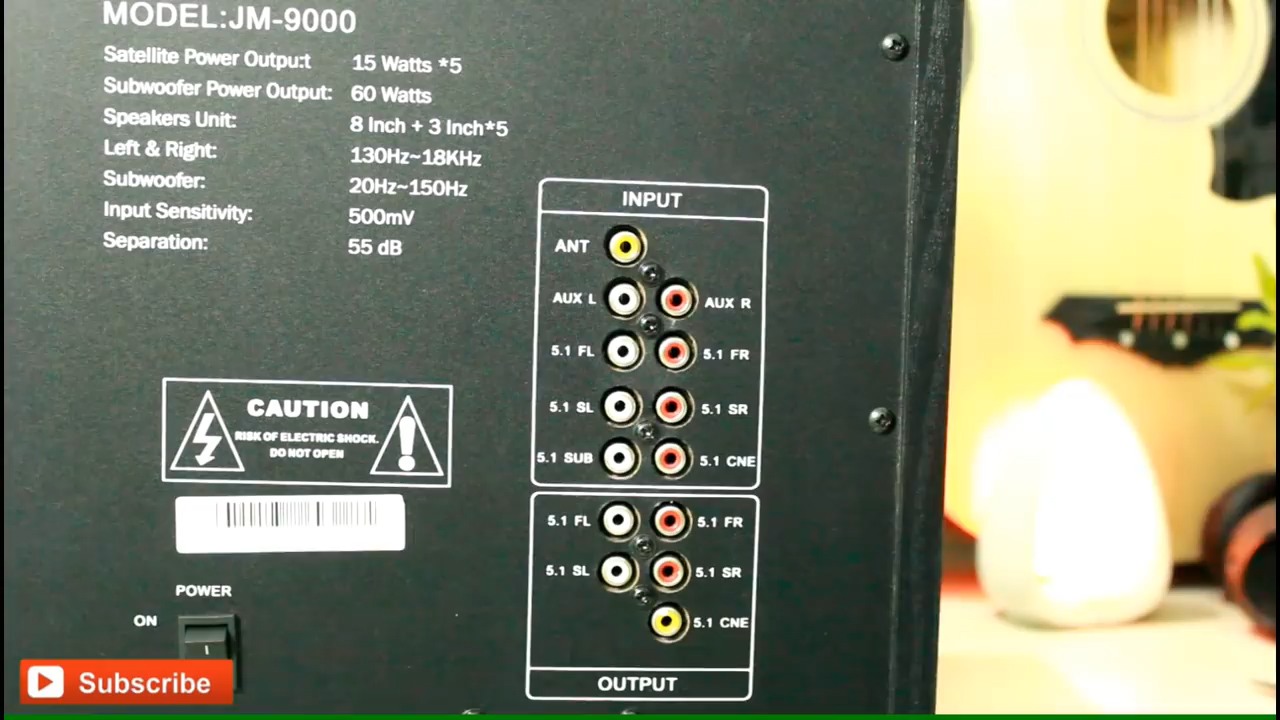 MODEL:JM-9000
Satellite Power Outpu:t 15 Watts *5
Subwoofer Power Output: 60 Watts
Speakers Unit: 8 Inch + 3 Inch*5
Left & Right: 130Hz~18KHz
Subwoofer: 20Hz~150Hz
Input Sensitivity: 500mV
Separation: 55 dB
INPUT
ANT
AUX L AUX R
5.1 FL 5.1 FR
5.1 SL 5.1 SR
5.1 SUB 5.1 CNE
5.1 FL 5.1 FR
5.1 SL 5.1 SR
5.1 CNE
OUTPUT
CAUTION
RISK OF ELECTRIC SHOCK.
DO NOT OPEN
POWER
ON
Subscribe